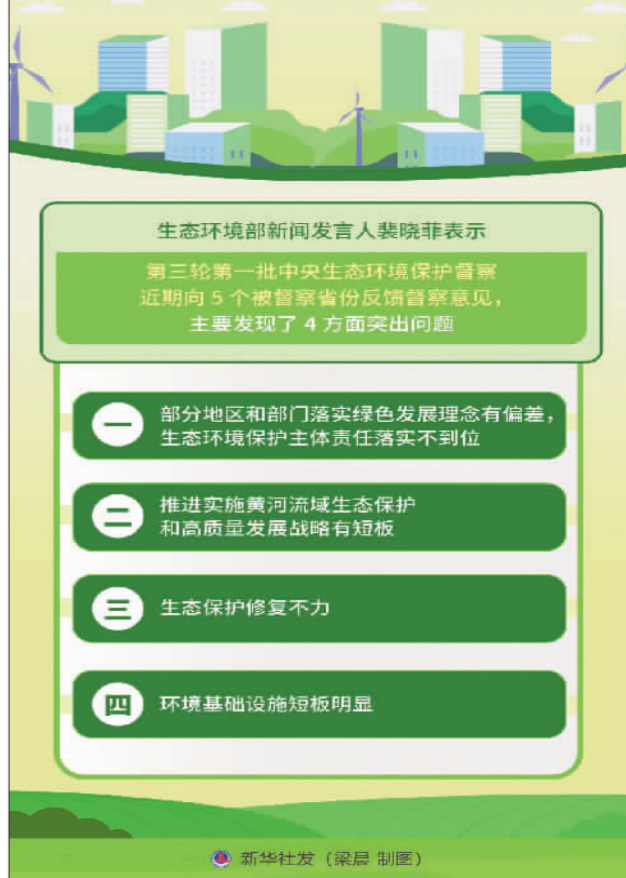 生态环境部新闻发言人裴晓菲表示
第三轮第一批中央生态环境保护督察
近期向 5 个被督察省份反馈督察意见，
主要发现了 4 方面突出问题
一
部分地区和部门落实绿色发展理念有偏差，
生态环境保护主体责任落实不到位
二
推进实施黄河流域生态保护
和高质量发展战略有短板
三
生态保护修复不力
四
环境基础设施短板明显
新华社发（梁晨 制图）